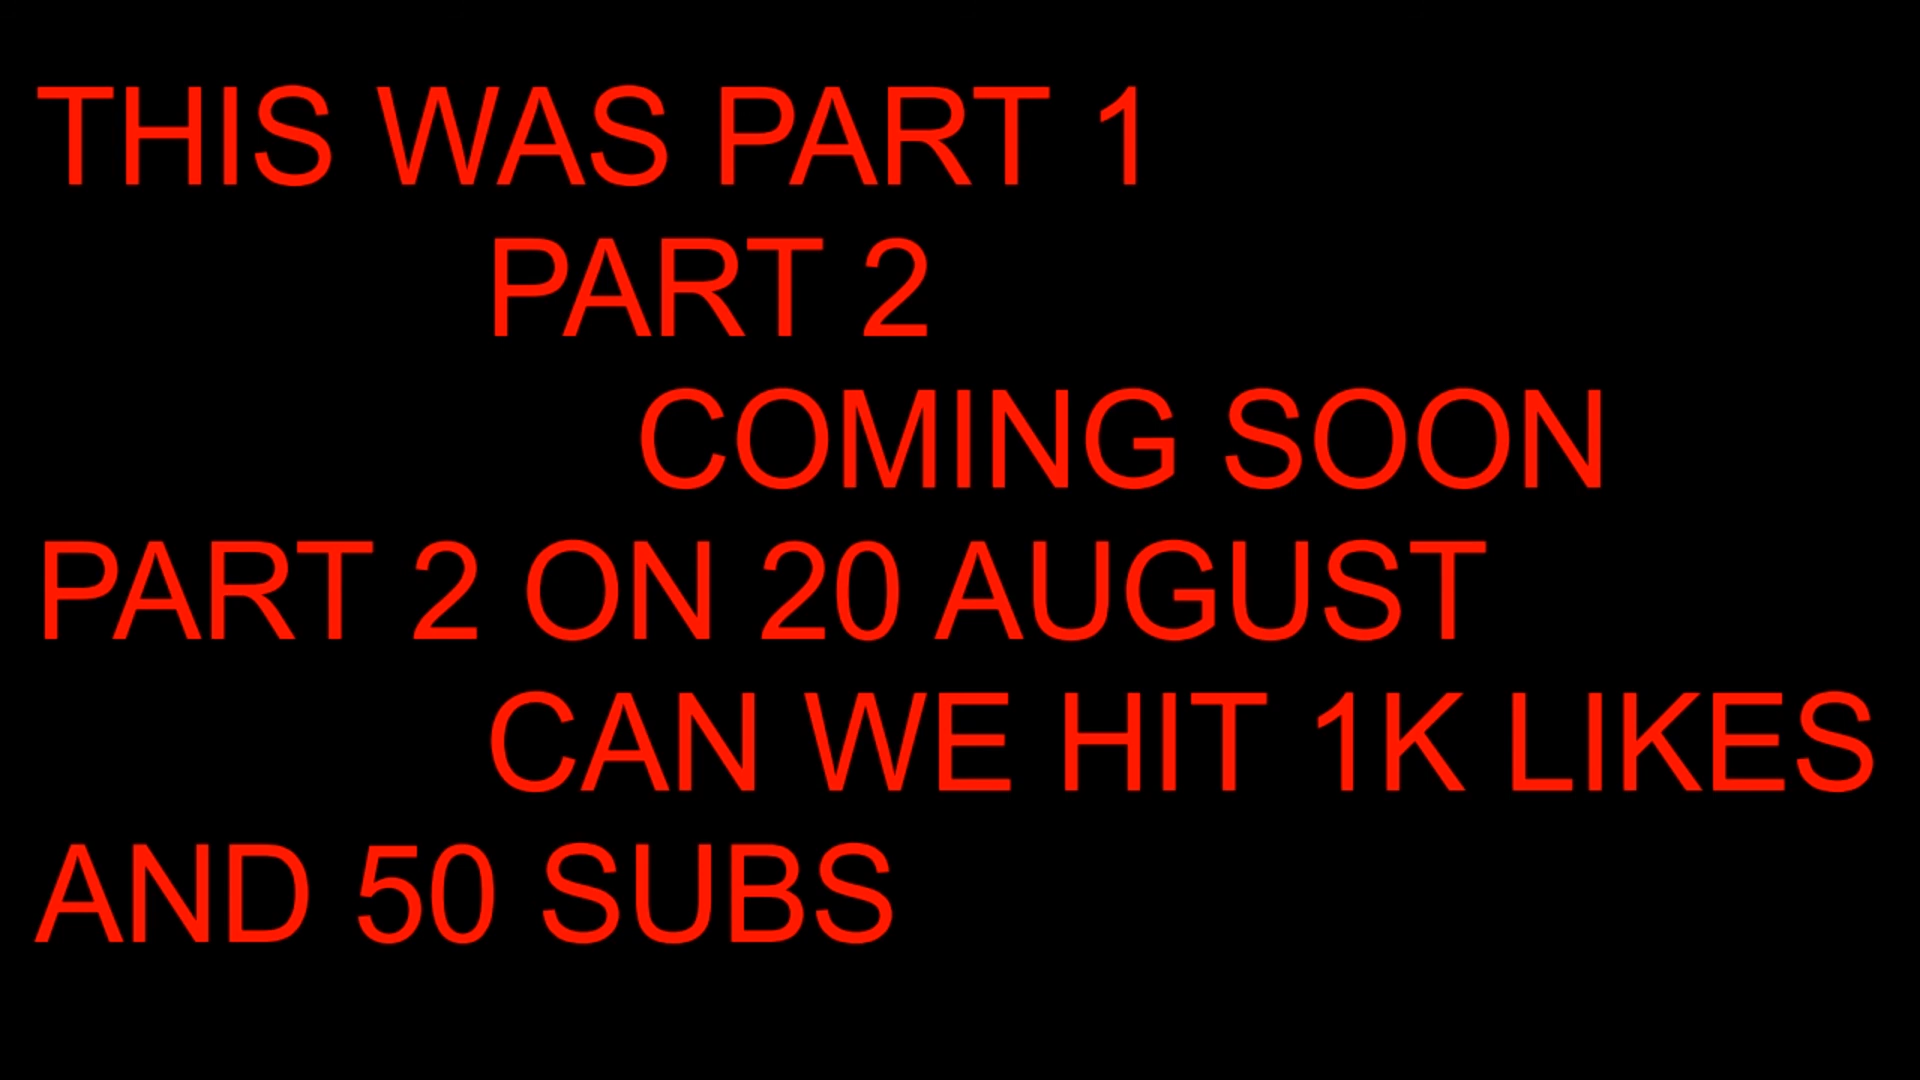 THIS WAS PART 1
PART 2
COMING SOON
PART 2 ON 20 AUGUST
CAN WE HIT 1K LIKES
AND 50 SUBS